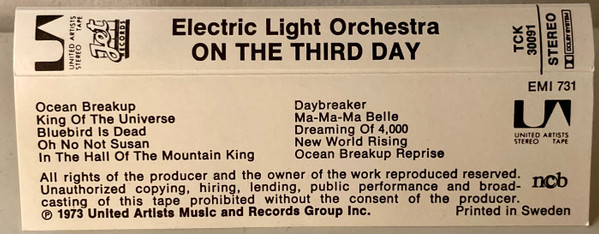 UNITED ARTISTS
STEREO TAPE
Jet
RECORDS
Electric Light Orchestra
ON THE THIRD DAY
TCK
30091
STEREO
DOLBY SYSTEM
EMI 731
Ocean Breakup
King Of The Universe
Bluebird Is Dead
Oh No Not Susan
In The Hall Of The Mountain King
Daybreaker
Ma-Ma-Ma Belle
Dreaming Of 4,000
New World Rising
Ocean Breakup Reprise
UA
UNITED ARTISTS
STEREO TAPE
All rights of the producer and the owner of the work reproduced reserved.
Unauthorized copying, hiring, lending, public performance and broad-
casting of this tape prohibited without the consent of the producer.
ncb
℗ 1973 United Artists Music and Records Group Inc.
Printed in Sweden